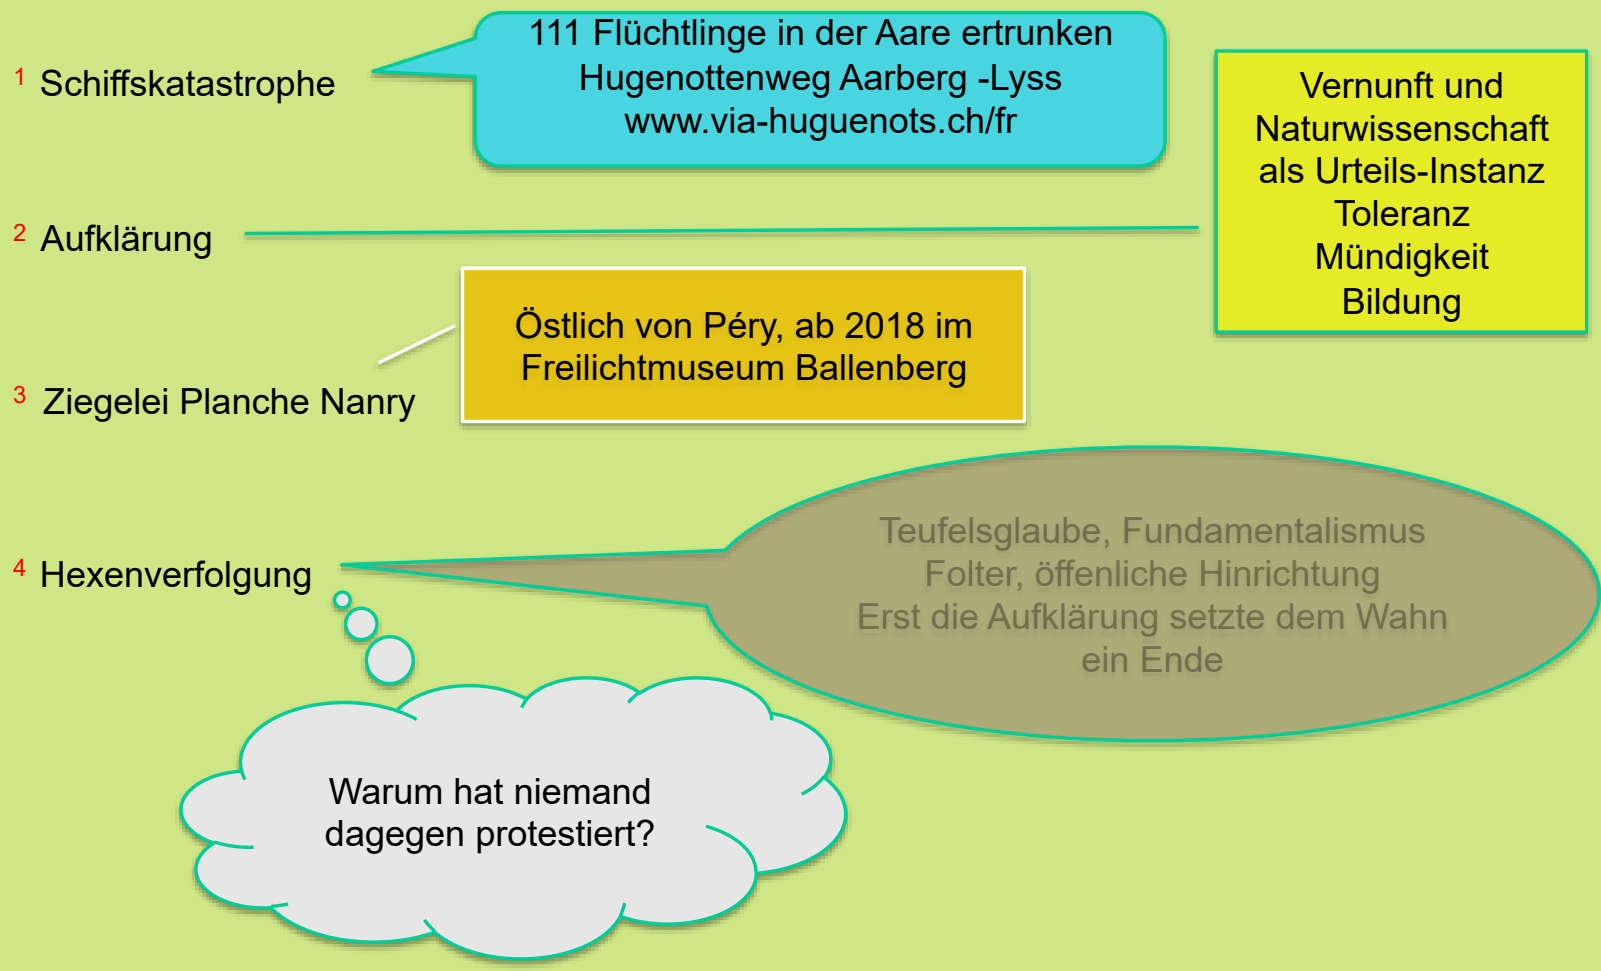 1 Schiffskatastrophe
111 Flüchtlinge in der Aare ertrunken
Hugenottenweg Aarberg -Lyss
www.via-huguenots.ch/fr
2 Aufklärung
Vernunft und
Naturwissenschaft
als Urteils-Instanz
Toleranz
Mündigkeit
Bildung
3 Ziegelei Planche Nanry
Östlich von Péry, ab 2018 im
Freilichtmuseum Ballenberg
4 Hexenverfolgung
Teufelsglaube, Fundamentalismus
Folter, öffenliche Hinrichtung
Erst die Aufklärung setzte dem Wahn
ein Ende
Warum hat niemand
dagegen protestiert?